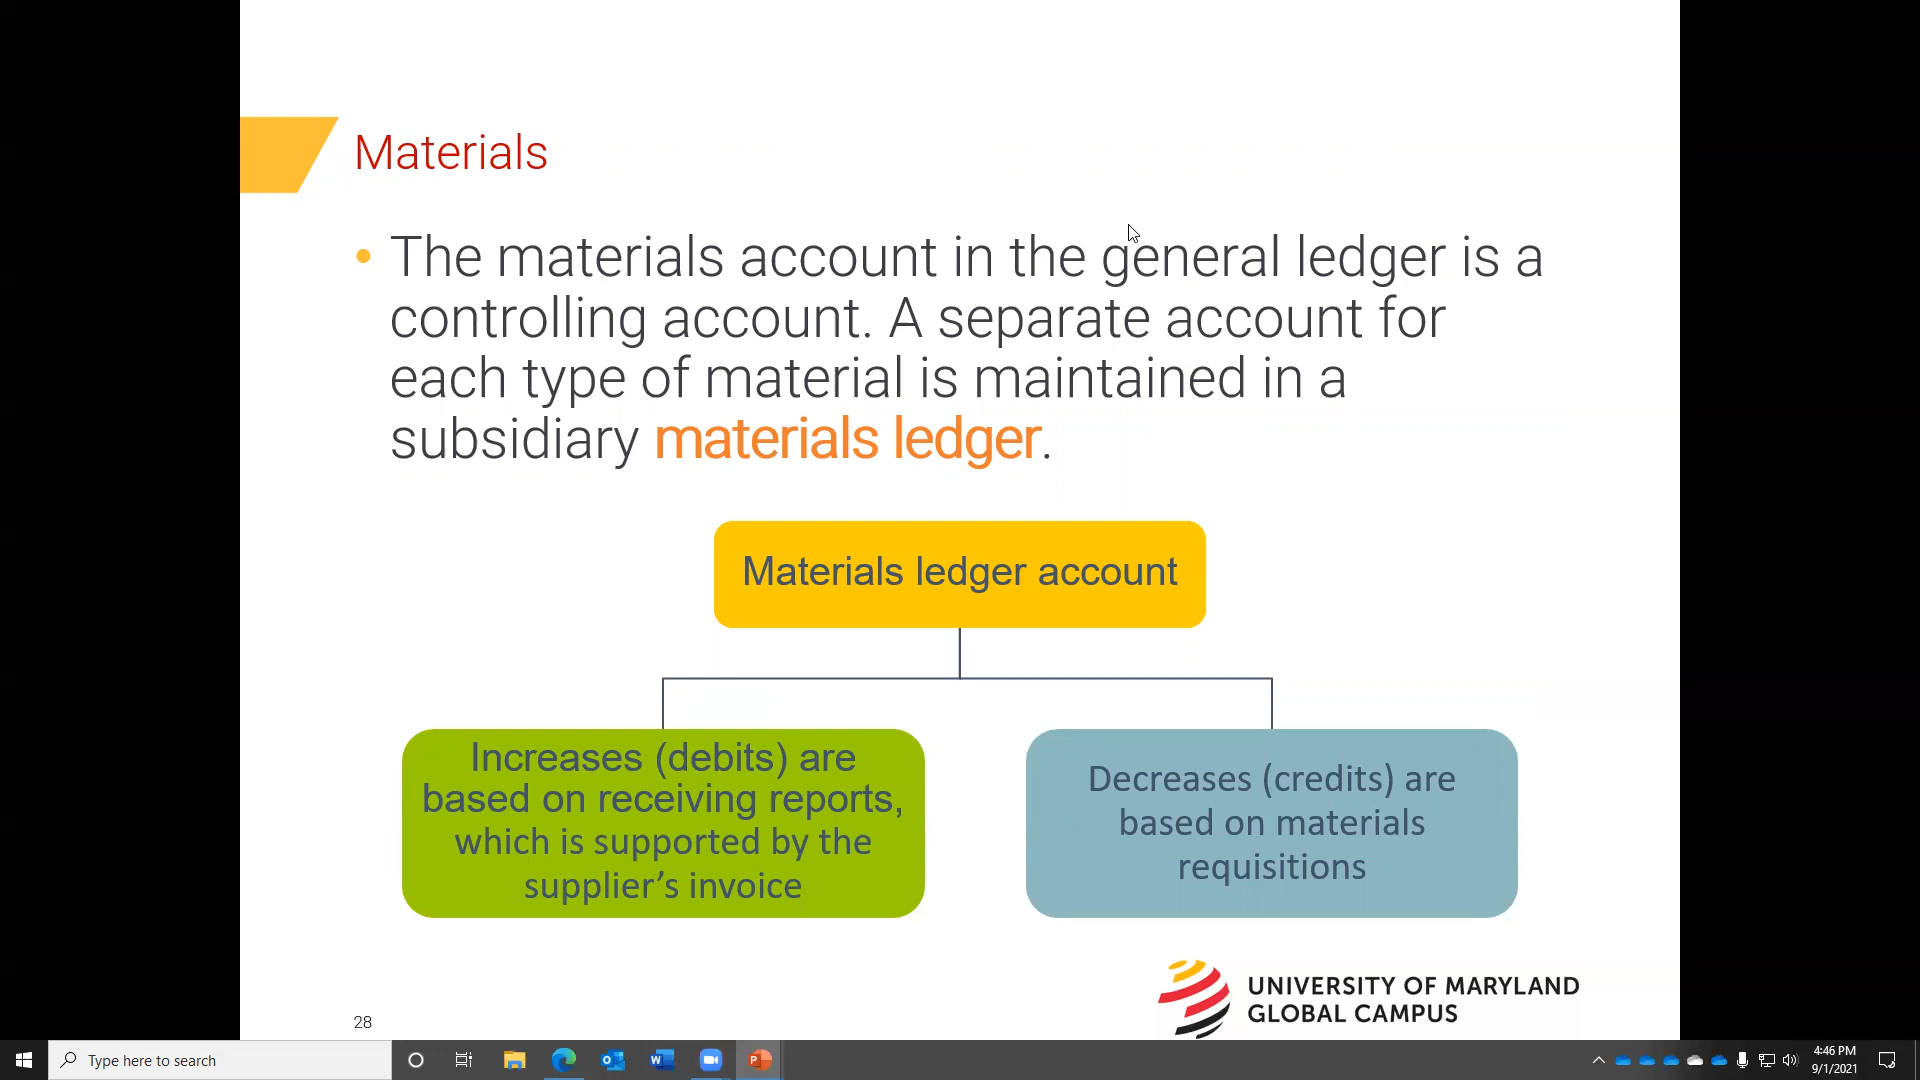 Materials
• The materials account in the general ledger is a
controlling account. A separate account for
each type of material is maintained in a
subsidiary materials ledger.
Materials ledger account
Increases (debits) are
based on receiving reports,
which is supported by the
supplier’s invoice
Decreases (credits) are
based on materials
requisitions
UNIVERSITY OF MARYLAND
GLOBAL CAMPUS
28
Type here to search
4:46 PM
9/1/2021